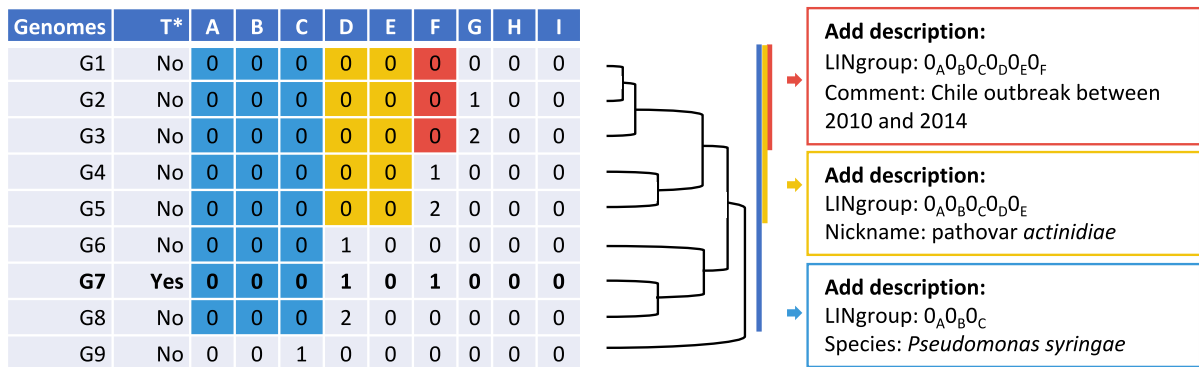 Genomes T* A B C D E F G H I
G1 No 0 0 0 0 0 0 0 0 0
G2 No 0 0 0 0 0 0 1 0 0
G3 No 0 0 0 0 0 0 2 0 0
G4 No 0 0 0 0 0 1 0 0 0
G5 No 0 0 0 0 0 2 0 0 0
G6 No 0 0 0 1 0 0 0 0 0
G7 Yes 0 0 0 1 0 1 0 0 0
G8 No 0 0 0 2 0 0 0 0 0
G9 No 0 0 1 0 0 0 0 0 0
Add description:
LINgroup: 0A0B0C0D0E0F
Comment: Chile outbreak between
2010 and 2014
Add description:
LINgroup: 0A0B0C0D0E
Nickname: pathovar actinidiae
Add description:
LINgroup: 0A0B0C
Species: Pseudomonas syringae